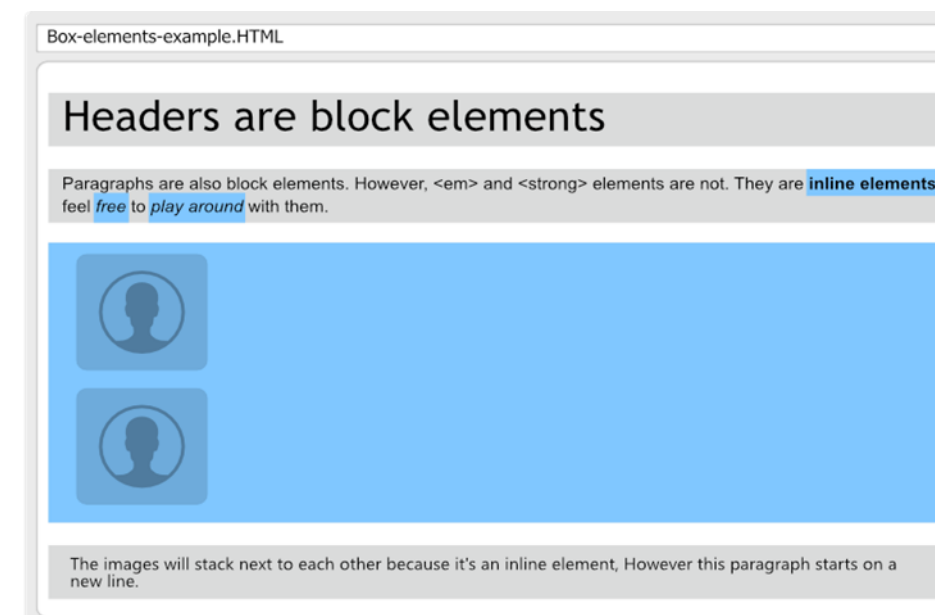 Box-elements-example.HTML
Headers are block elements
Paragraphs are also block elements. However, <em> and <strong> elements are not. They are inline elements
feel free to play around with them.
The images will stack next to each other because it's an inline element, However this paragraph starts on a
new line.